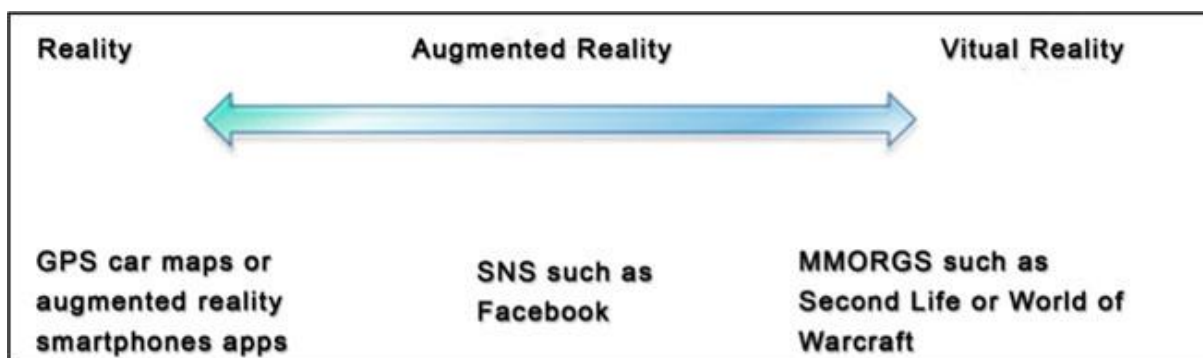 Reality
Augmented Reality
Vitual Reality
GPS car maps or
augmented reality
smartphones apps
SNS such as
Facebook
MMORGS such as
Second Life or World of
Warcraft